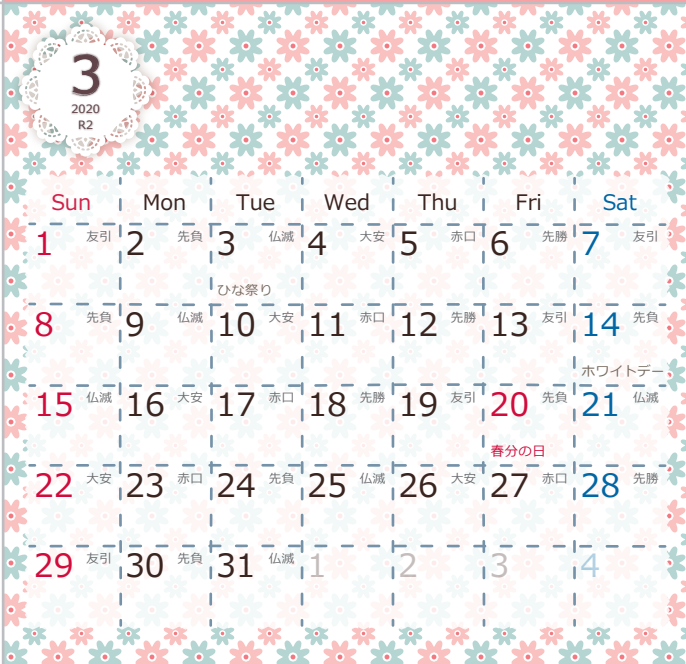 3
2020
R2
Sun Mon Tue Wed Thu Fri Sat
1 友引 2 先負 3 仏滅 4 大安 5 赤口 6 先勝 7 友引
ひな祭り
8 先負 9 仏滅 10 大安 11 赤口 12 先勝 13 友引 14 先負
ホワイトデー
15 仏滅 16 大安 17 赤口 18 先勝 19 友引 20 先負 21 仏滅
春分の日
22 大安 23 赤口 24 先負 25 仏滅 26 大安 27 赤口 28 先勝
29 友引 30 先負 31 仏滅 1 2 3 4